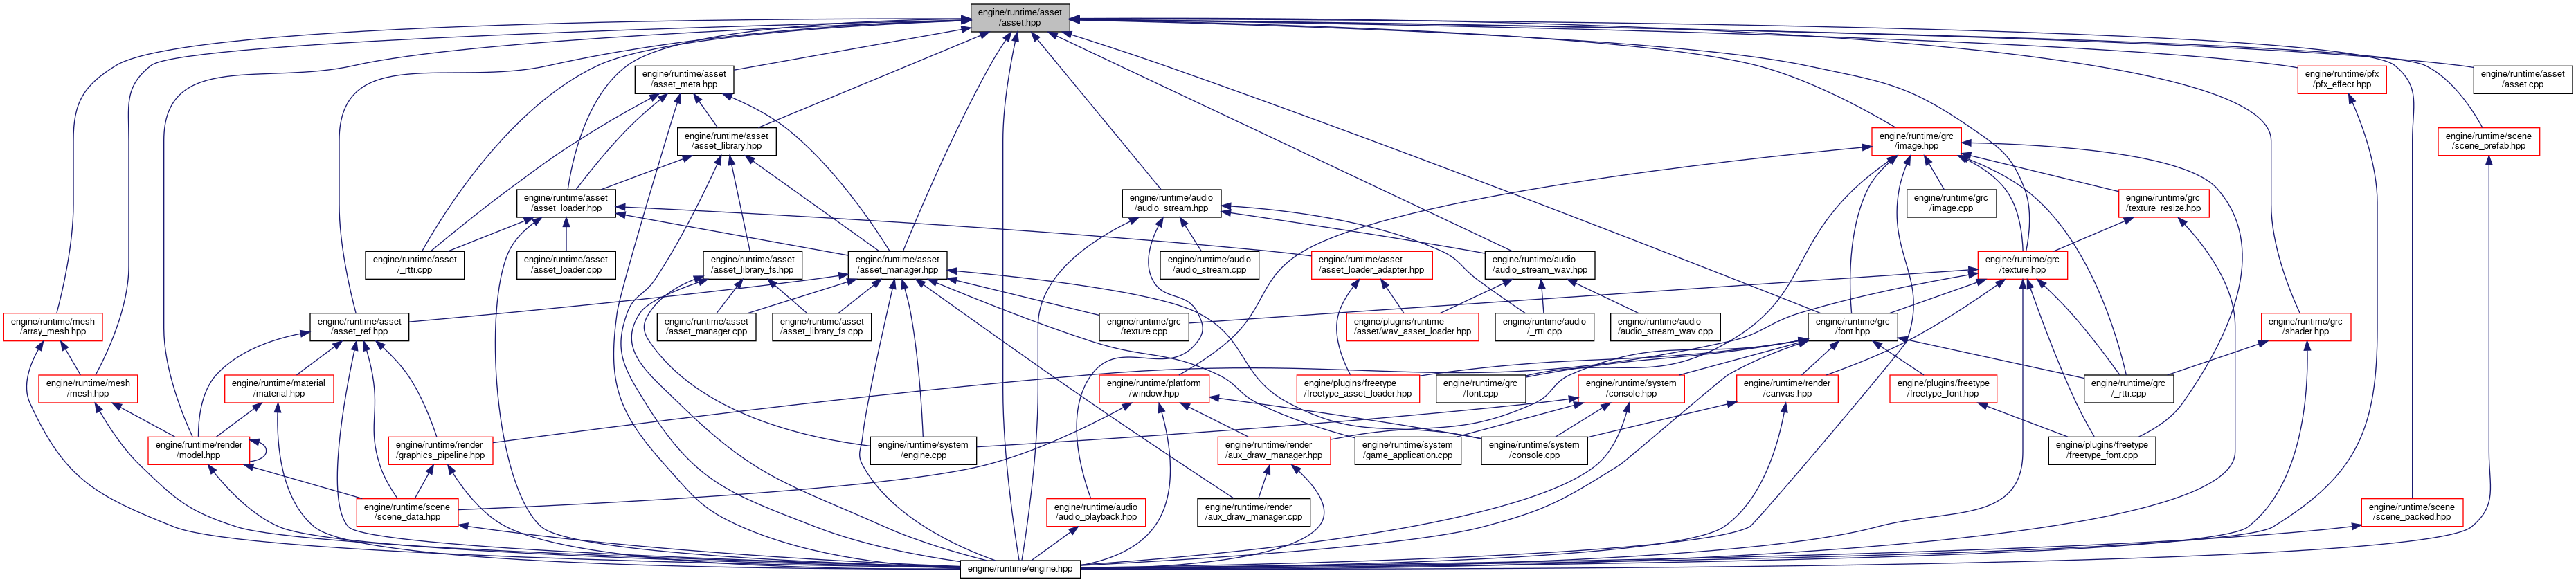 engine/runtime/asset
/asset.hpp
engine/runtime/asset
/asset_meta.hpp
engine/runtime/pfx
/pfx_effect.hpp
engine/runtime/asset
/asset.cpp
engine/runtime/asset
/asset_library.hpp
engine/runtime/grc
/image.hpp
engine/runtime/scene
/scene_prefab.hpp
engine/runtime/asset
/asset_loader.hpp
engine/runtime/audio
/audio_stream.hpp
engine/runtime/grc
/image.cpp
engine/runtime/grc
/texture_resize.hpp
engine/runtime/asset
/_rtti.cpp
engine/runtime/asset
/asset_loader.cpp
engine/runtime/asset
/asset_library_fs.hpp
engine/runtime/asset
/asset_manager.hpp
engine/runtime/audio
/audio_stream.cpp
engine/runtime/asset
/asset_loader_adapter.hpp
engine/runtime/audio
/audio_stream_wav.hpp
engine/runtime/grc
/texture.hpp
engine/runtime/mesh
/array_mesh.hpp
engine/runtime/asset
/asset_ref.hpp
engine/runtime/asset
/asset_manager.cpp
engine/runtime/asset
/asset_library_fs.cpp
engine/runtime/grc
/texture.cpp
engine/plugins/runtime
/asset/wav_asset_loader.hpp
engine/runtime/audio
/_rtti.cpp
engine/runtime/audio
/audio_stream_wav.cpp
engine/runtime/grc
/font.hpp
engine/runtime/grc
/shader.hpp
engine/runtime/mesh
/mesh.hpp
engine/runtime/material
/material.hpp
engine/runtime/platform
/window.hpp
engine/plugins/freetype
/freetype_asset_loader.hpp
engine/runtime/grc
/font.cpp
engine/runtime/system
/console.hpp
engine/runtime/render
/canvas.hpp
engine/plugins/freetype
/freetype_font.hpp
engine/runtime/grc
/_rtti.cpp
engine/runtime/render
/model.hpp
engine/runtime/render
/graphics_pipeline.hpp
engine/runtime/system
/engine.cpp
engine/runtime/render
/aux_draw_manager.hpp
engine/runtime/system
/game_application.cpp
engine/runtime/system
/console.cpp
engine/plugins/freetype
/freetype_font.cpp
engine/runtime/scene
/scene_data.hpp
engine/runtime/audio
/audio_playback.hpp
engine/runtime/render
/aux_draw_manager.cpp
engine/runtime/scene
/scene_packed.hpp
engine/runtime/engine.hpp